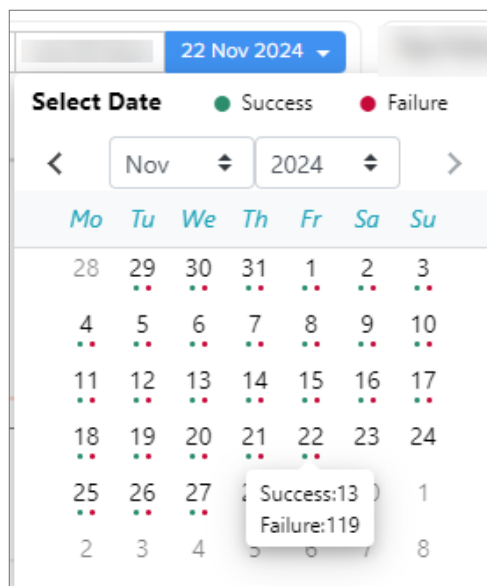 22 Nov 2024
Select Date Success Failure
Nov 2024
Mo Tu We Th Fr Sa Su
28 29 30 31 1 2 3
4 5 6 7 8 9 10
11 12 13 14 15 16 17
18 19 20 21 22 23 24
25 26 27 1
Success:13
Failure:119
2 3 4 5 6 7 8